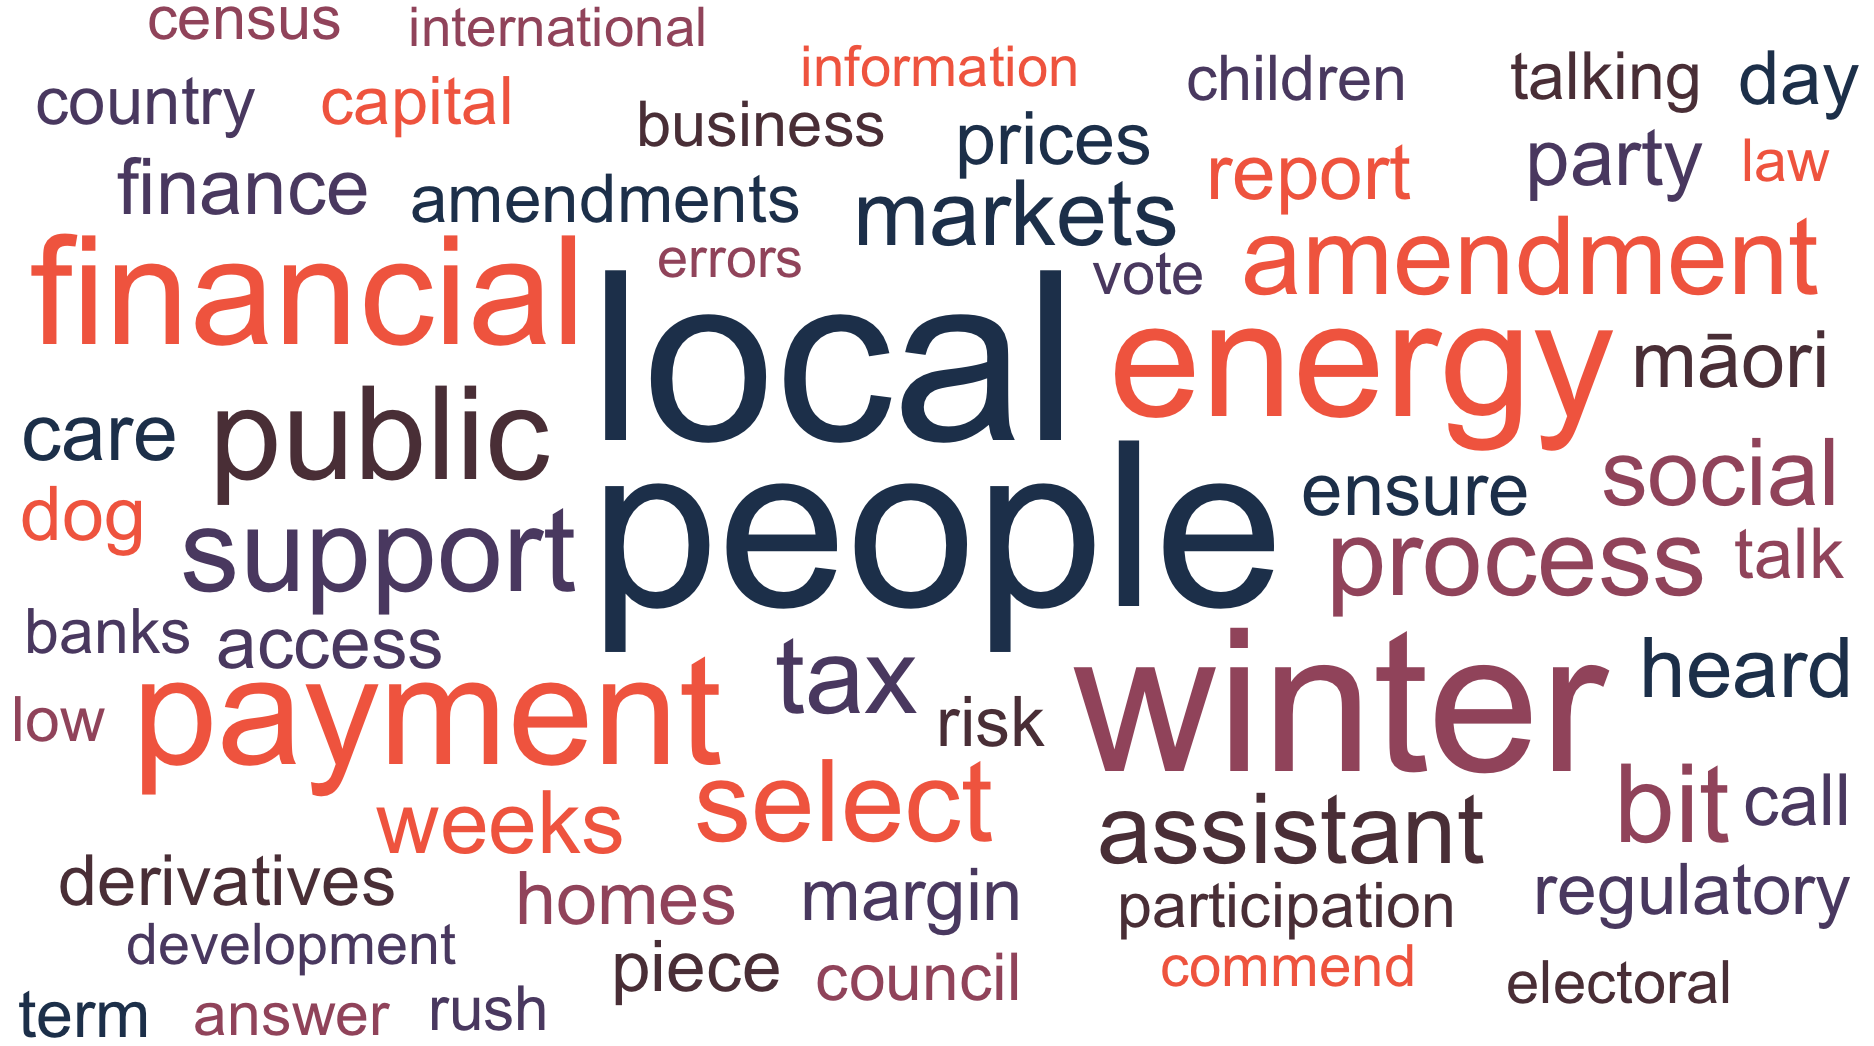 census international
information children talking day
country capital business prices
report party law
finance amendments markets
errors vote amendment
financial local energy māori
care public
people ensure social
dog support process talk
banks access
payment tax winter heard
low risk
weeks select assistant bit call
derivatives homes margin participation regulatory
development piece council commend electoral
term answer rush